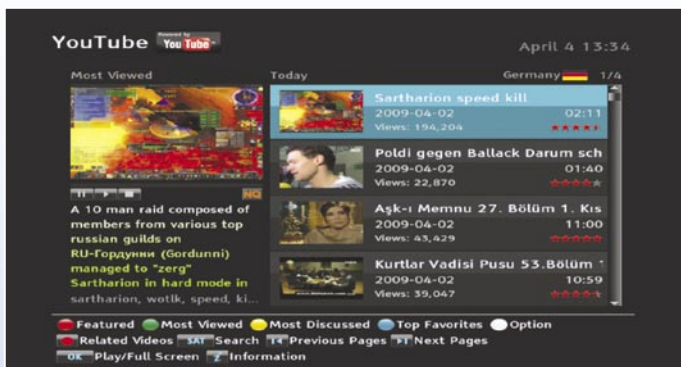 YouTube Powered by YouTube
April 4 13:34
Most Viewed
Today
Germany 1/4
Sartharion speed kill
2009-04-02 02:11
Views: 194,204
Poldi gegen Ballack Darum sch
2009-04-02 01:40
Views: 22,870
Aşk-ı Memnu 27. Bölüm 1. Kıs
2009-04-02 11:00
Views: 43,429
Kurtlar Vadisi Pusu 53.Bölüm
2009-04-02 10:59
Views: 39,047
NQ
A 10 man raid composed of
members from various top
russian guilds on
RU-Гордунни (Gordunni)
managed to "zerg"
Sartharion in hard mode in
sartharion, wotlk, speed, ki...
Featured Most Viewed Most Discussed Top Favorites Option
Related Videos SAT Search Previous Pages Next Pages
OK Play/Full Screen i Information